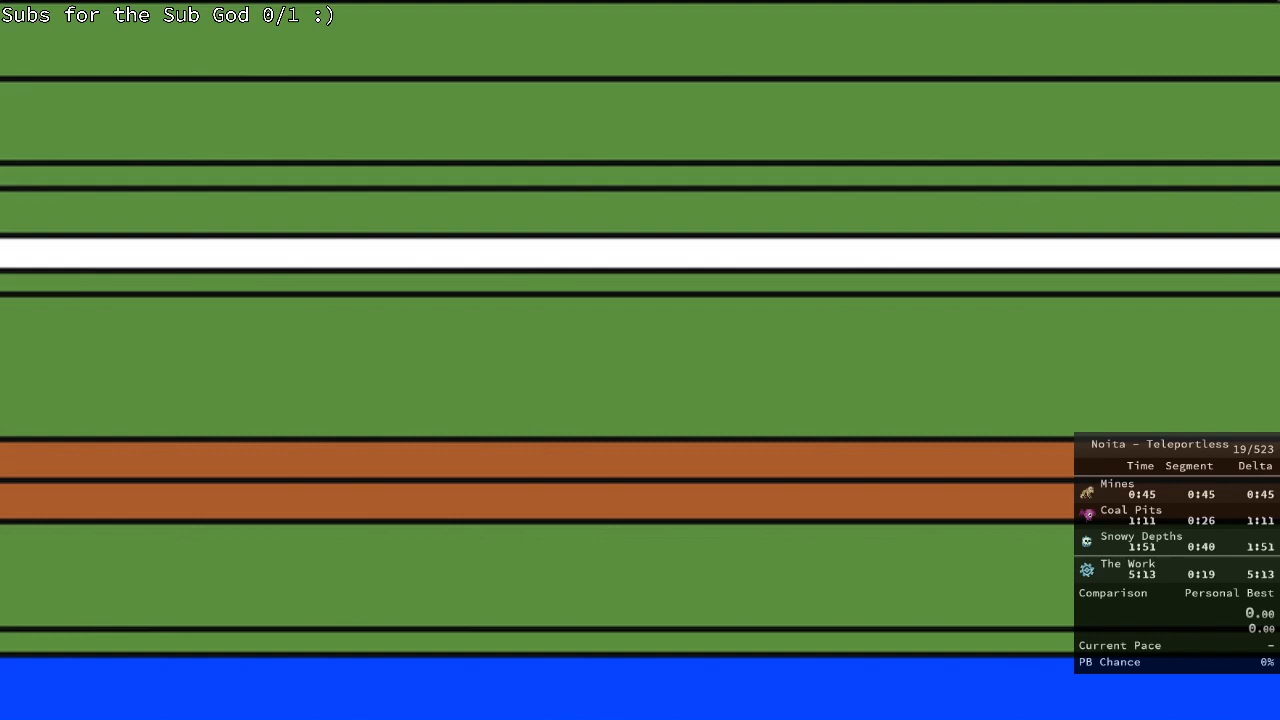 Subs for the Sub God 0/1 :)
Noita - Teleportless 19/523
Time Segment Delta
Mines
0:45 0:45 0:45
Coal Pits
1:11 0:26 1:11
Snowy Depths
1:51 0:40 1:51
The Work
5:13 0:19 5:13
Comparison Personal Best
0.00
0.00
Current Pace -
PB Chance 0%